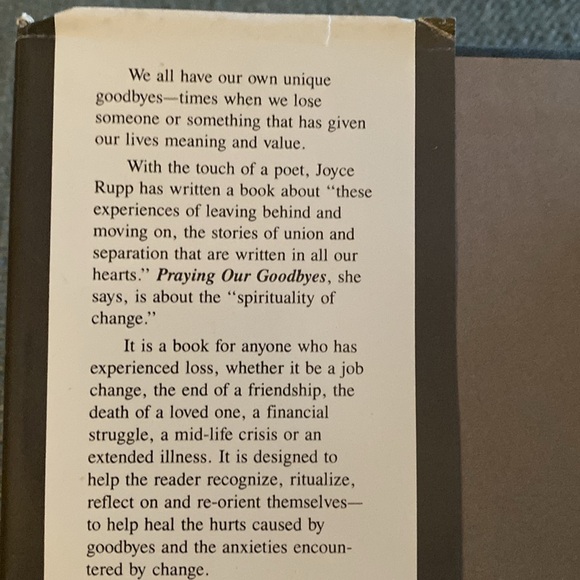 We all have our own unique
goodbyes—times when we lose
someone or something that has given
our lives meaning and value.
With the touch of a poet, Joyce
Rupp has written a book about “these
experiences of leaving behind and
moving on, the stories of union and
separation that are written in all our
hearts.” Praying Our Goodbyes, she
says, is about the “spirituality of
change.”
It is a book for anyone who has
experienced loss, whether it be a job
change, the end of a friendship, the
death of a loved one, a financial
struggle, a mid-life crisis or an
extended illness. It is designed to
help the reader recognize, ritualize,
reflect on and re-orient themselves—
to help heal the hurts caused by
goodbyes and the anxieties encoun-
tered by change.